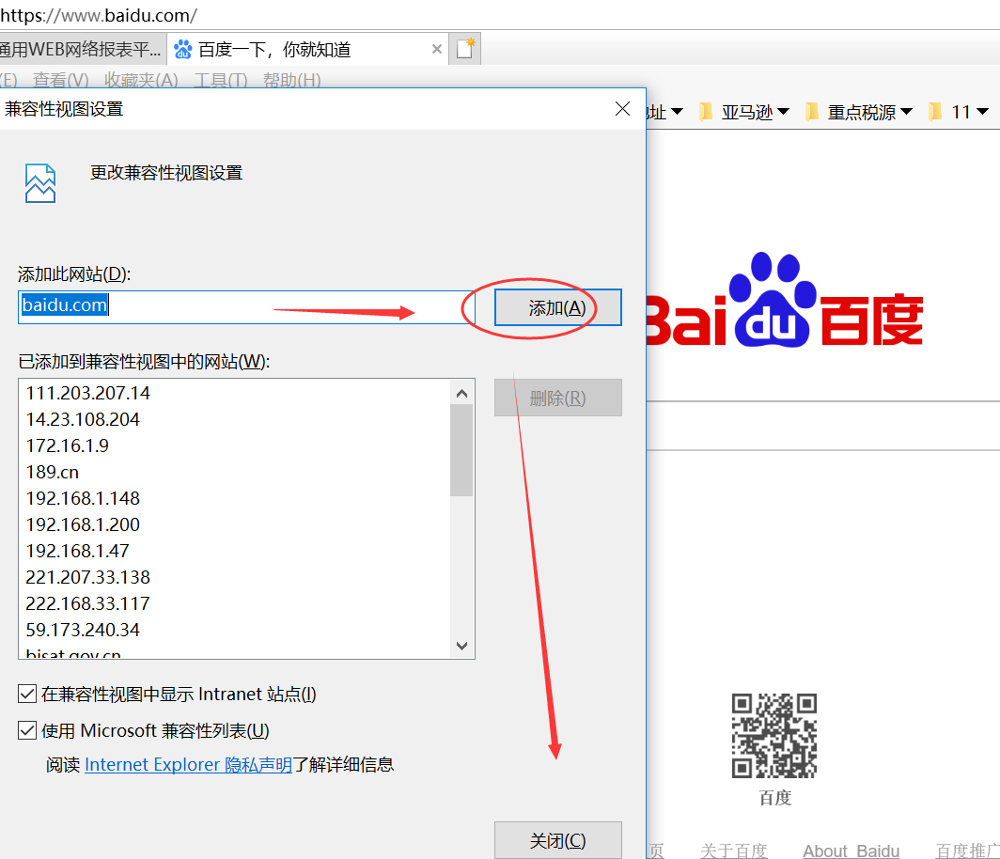 https://www.baidu.com/
通用WEB网络报表平... 百度一下，你就知道
(E) 查看(V) 收藏夹(A) 工具(T) 帮助(H)
兼容性视图设置
址 亚马逊 重点税源 11
更改兼容性视图设置
添加此网站(D):
baidu.com 添加(A)
Bai du 百度
已添加到兼容性视图中的网站(W):
111.203.207.14 删除(R)
14.23.108.204
172.16.1.9
189.cn
192.168.1.148
192.168.1.200
192.168.1.47
221.207.33.138
222.168.33.117
59.173.240.34
bjsat.gov.cn
在兼容性视图中显示 Intranet 站点(I)
使用 Microsoft 兼容性列表(U)
阅读 Internet Explorer 隐私声明了解详细信息
百度
关闭(C)
页 关于百度 About Baidu 百度推广